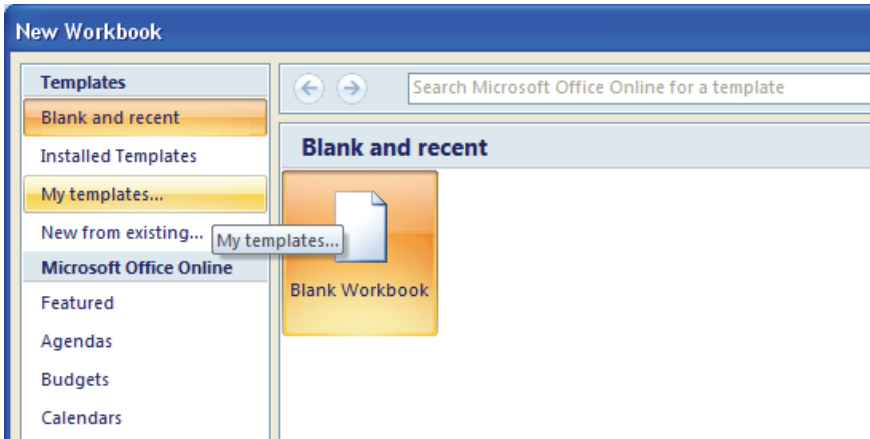 New Workbook
Templates
Blank and recent
Installed Templates
My templates...
New from existing...
My templates...
Microsoft Office Online
Featured
Agendas
Budgets
Calendars
Search Microsoft Office Online for a template
Blank and recent
Blank Workbook